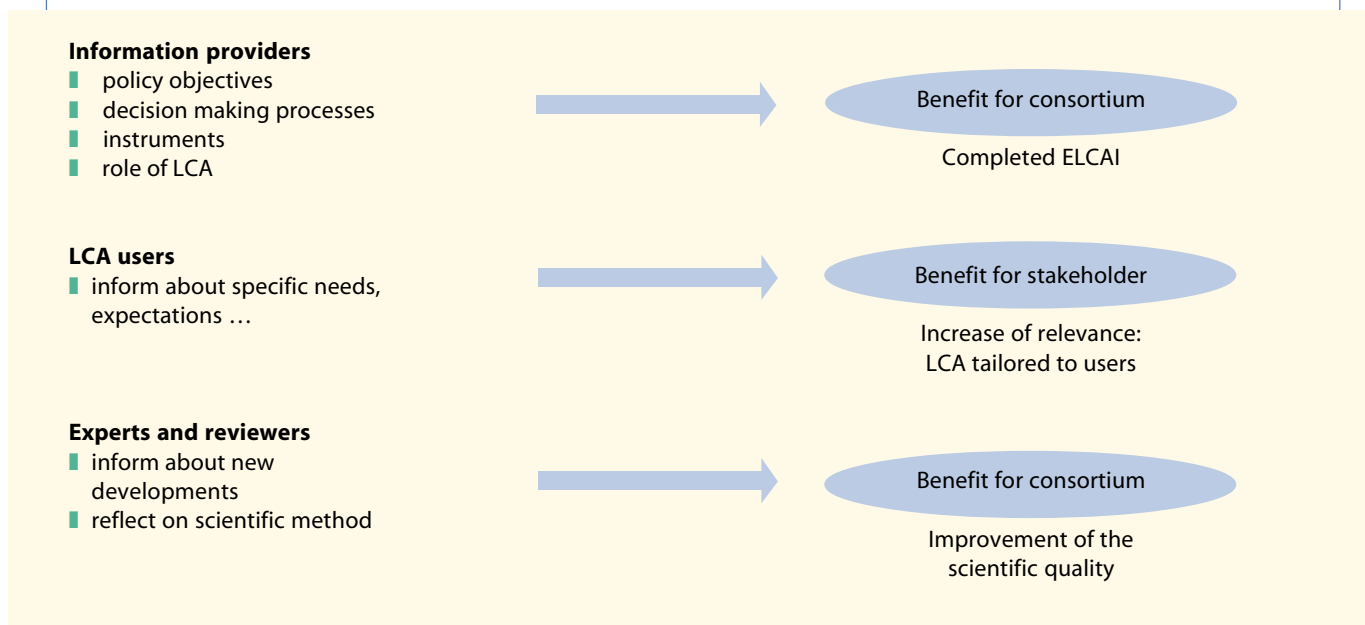 Information providers
policy objectives
decision making processes
instruments
role of LCA
Benefit for consortium
Completed ELCAI
LCA users
inform about specific needs,
expectations …
Benefit for stakeholder
Increase of relevance:
LCA tailored to users
Experts and reviewers
inform about new
developments
reflect on scientific method
Benefit for consortium
Improvement of the
scientific quality